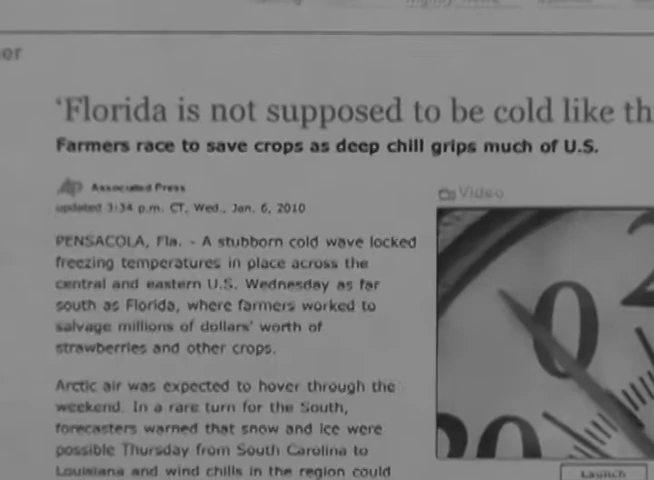 er
'Florida is not supposed to be cold like
Farmers race to save crops as deep chill grips much of U.S.
AP Associated Press
updated 3:34 p.m. CT, Wed., Jan. 6, 2010
Video
PENSACOLA, Fla. - A stubborn cold wave locked
freezing temperatures in place across the
central and eastern U.S. Wednesday as far
south as Florida, where farmers worked to
salvage millions of dollars' worth of
strawberries and other crops.
Arctic air was expected to hover through the
weekend. In a rare turn for the South,
forecasters warned that snow and ice were
possible Thursday from South Carolina to
Louisiana and wind chills in the region could
0
2
20
Launch